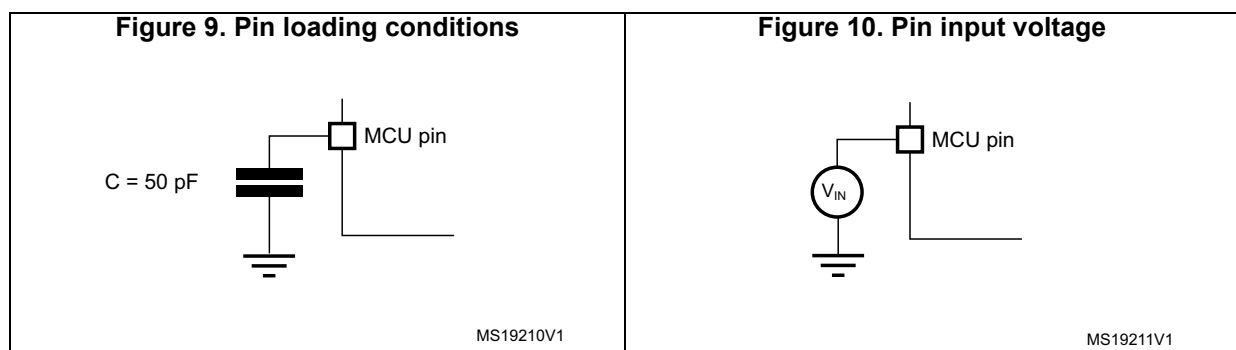 Figure 9. Pin loading conditions
MCU pin
C = 50 pF
MS19210V1
Figure 10. Pin input voltage
MCU pin
VIN
MS19211V1